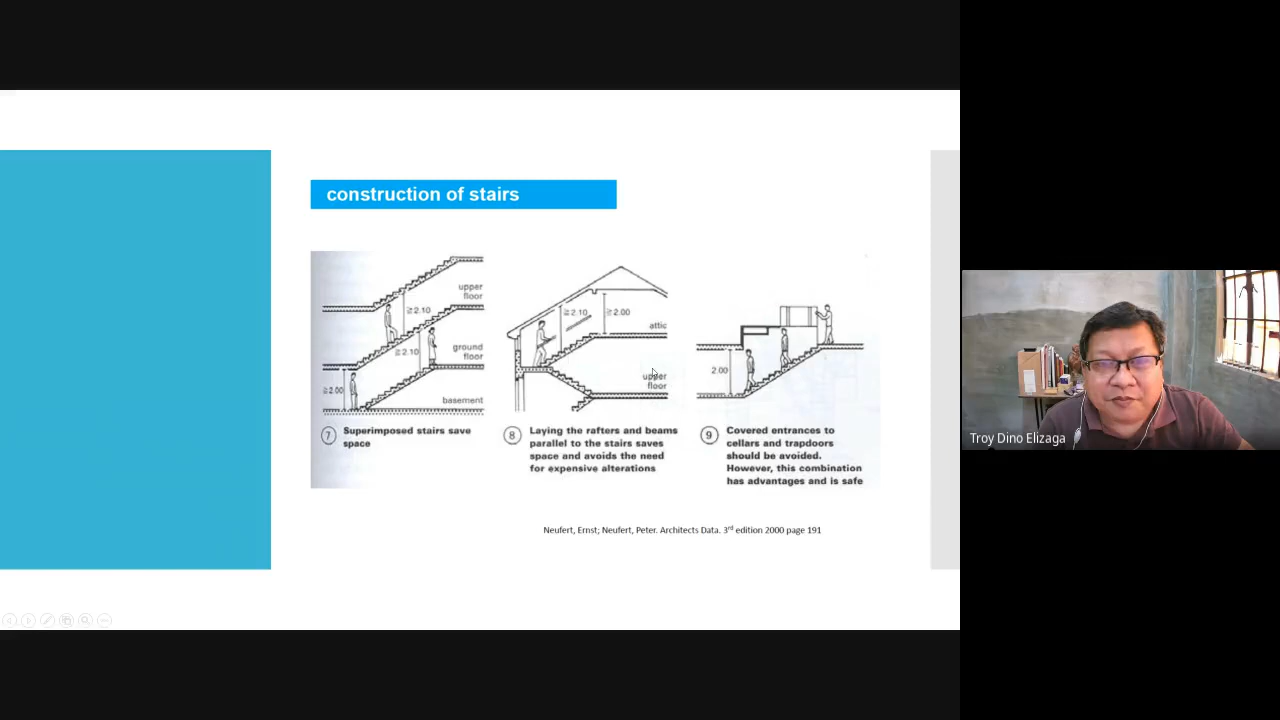 construction of stairs
upper
floor
≧2.10
≧2.10
ground
floor
≧2.00
basement
≧2.10
≧2.00
attic
upper
floor
2.00
7 Superimposed stairs save
space
8 Laying the rafters and beams
parallel to the stairs saves
space and avoids the need
for expensive alterations
9 Covered entrances to
cellars and trapdoors
should be avoided.
However, this combination
has advantages and is safe
Neufert, Ernst; Neufert, Peter. Architects Data. 3rd edition 2000 page 191
Troy Dino Elizaga